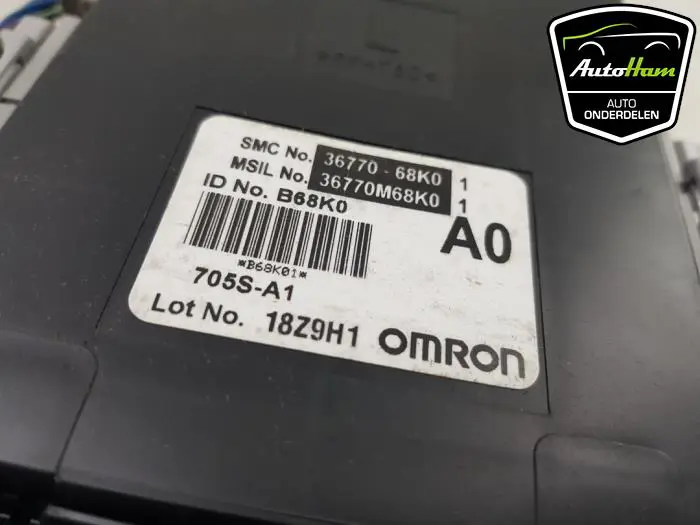 AutoHam
AUTO
ONDERDELEN
SMC No. 36770-68K0 1
MSIL No. 36770M68K0 1
ID No. B68K0
A0
*B68K01*
705S-A1
Lot No. 18Z9H1 OMRON